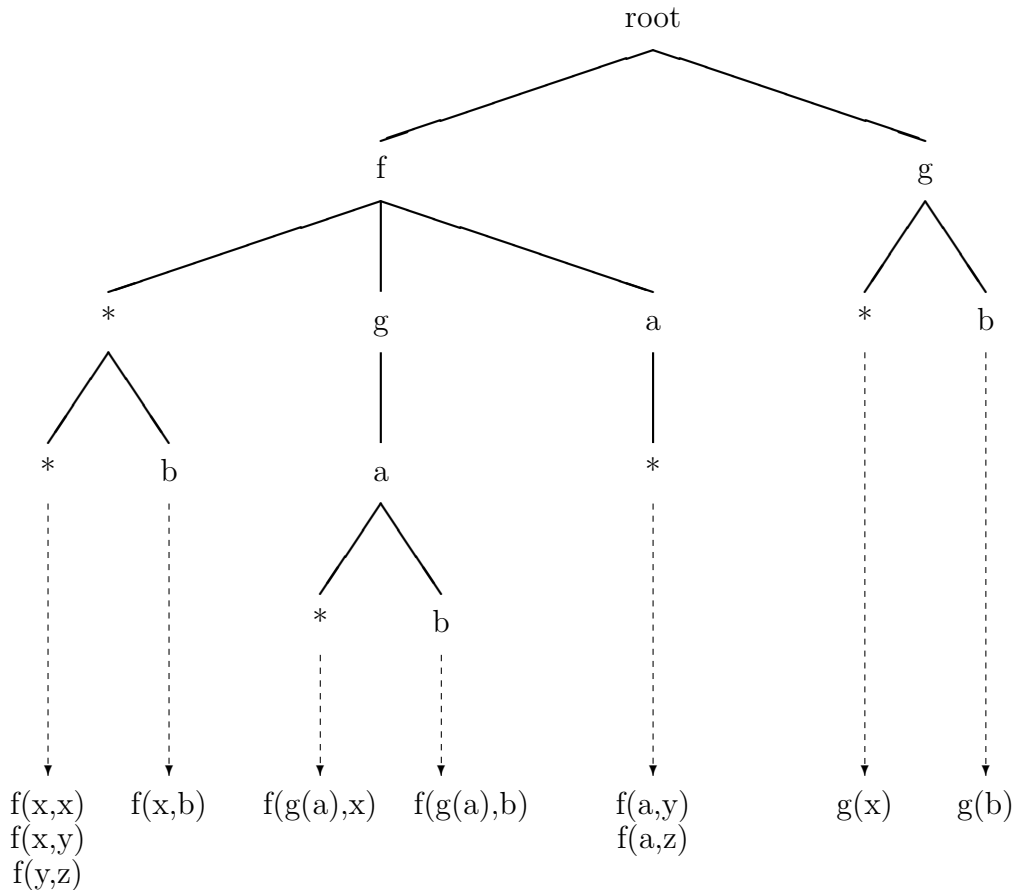 root
f g
* g a * b
* b a *
* b
f(x,x) f(x,b) f(g(a),x) f(g(a),b) f(a,y) g(x) g(b)
f(x,y) f(a,z)
f(y,z)